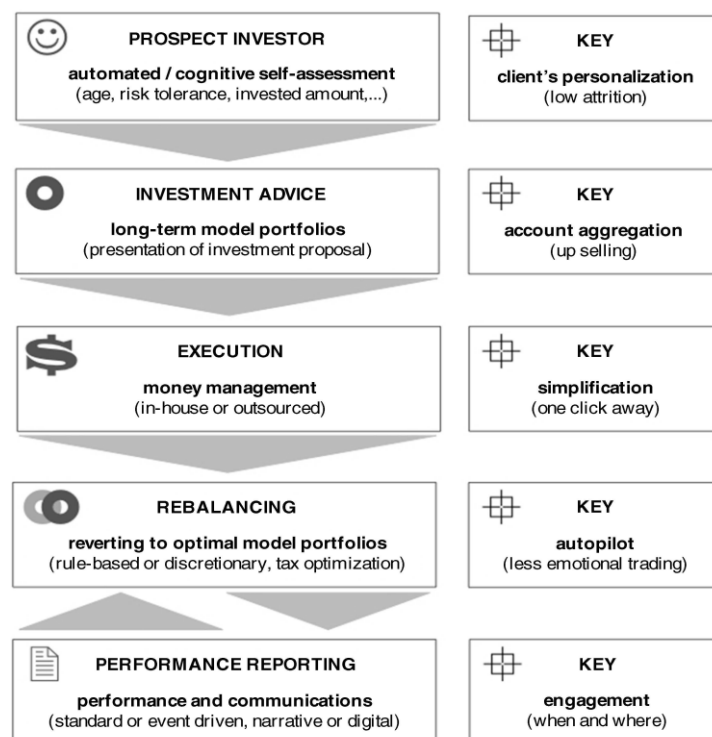 PROSPECT INVESTOR
automated / cognitive self-assessment
(age, risk tolerance, invested amount,...)
KEY
client's personalization
(low attrition)
INVESTMENT ADVICE
long-term model portfolios
(presentation of investment proposal)
KEY
account aggregation
(up selling)
EXECUTION
money management
(in-house or outsourced)
KEY
simplification
(one click away)
REBALANCING
reverting to optimal model portfolios
(rule-based or discretionary, tax optimization)
KEY
autopilot
(less emotional trading)
PERFORMANCE REPORTING
performance and communications
(standard or event driven, narrative or digital)
KEY
engagement
(when and where)